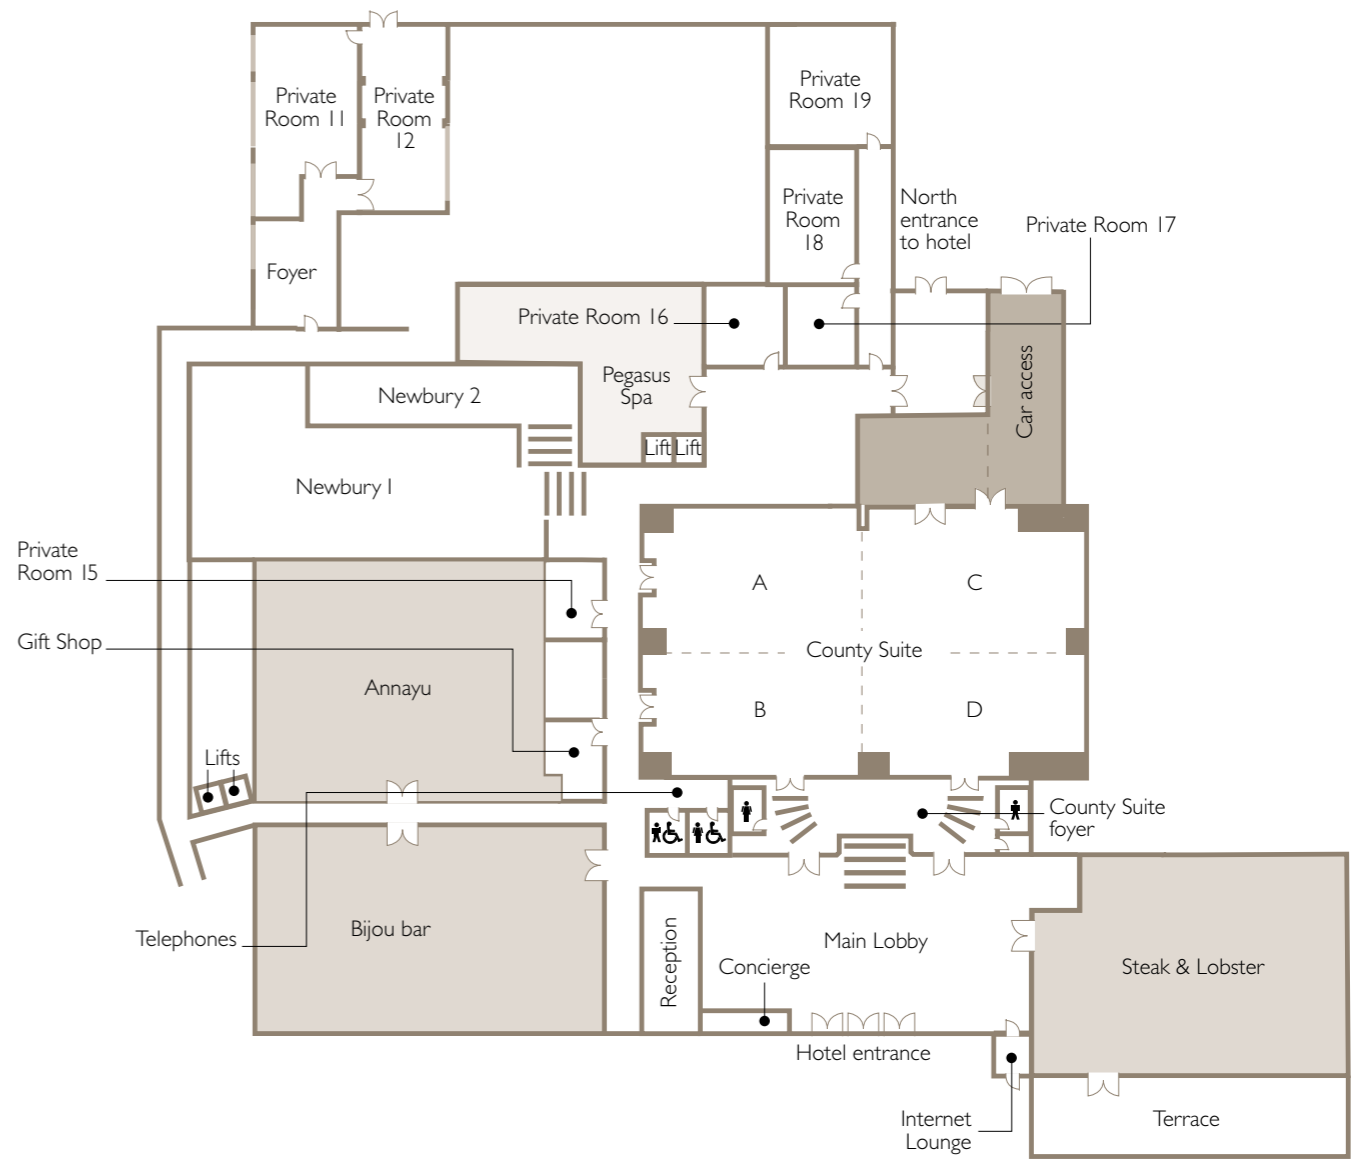 Private
Room 11
Private
Room
12
Private
Room 19
Private
Room
18
North
entrance
to hotel
Private Room 17
Foyer
Private Room 16
Pegasus
Spa
Car access
Newbury 2
Lift
Lift
Newbury 1
Private
Room 15
A
C
Gift Shop
County Suite
Annayu
B
D
Lifts
County Suite
foyer
Telephones
Bijou bar
Reception
Main Lobby
Concierge
Steak & Lobster
Hotel entrance
Internet
Lounge
Terrace